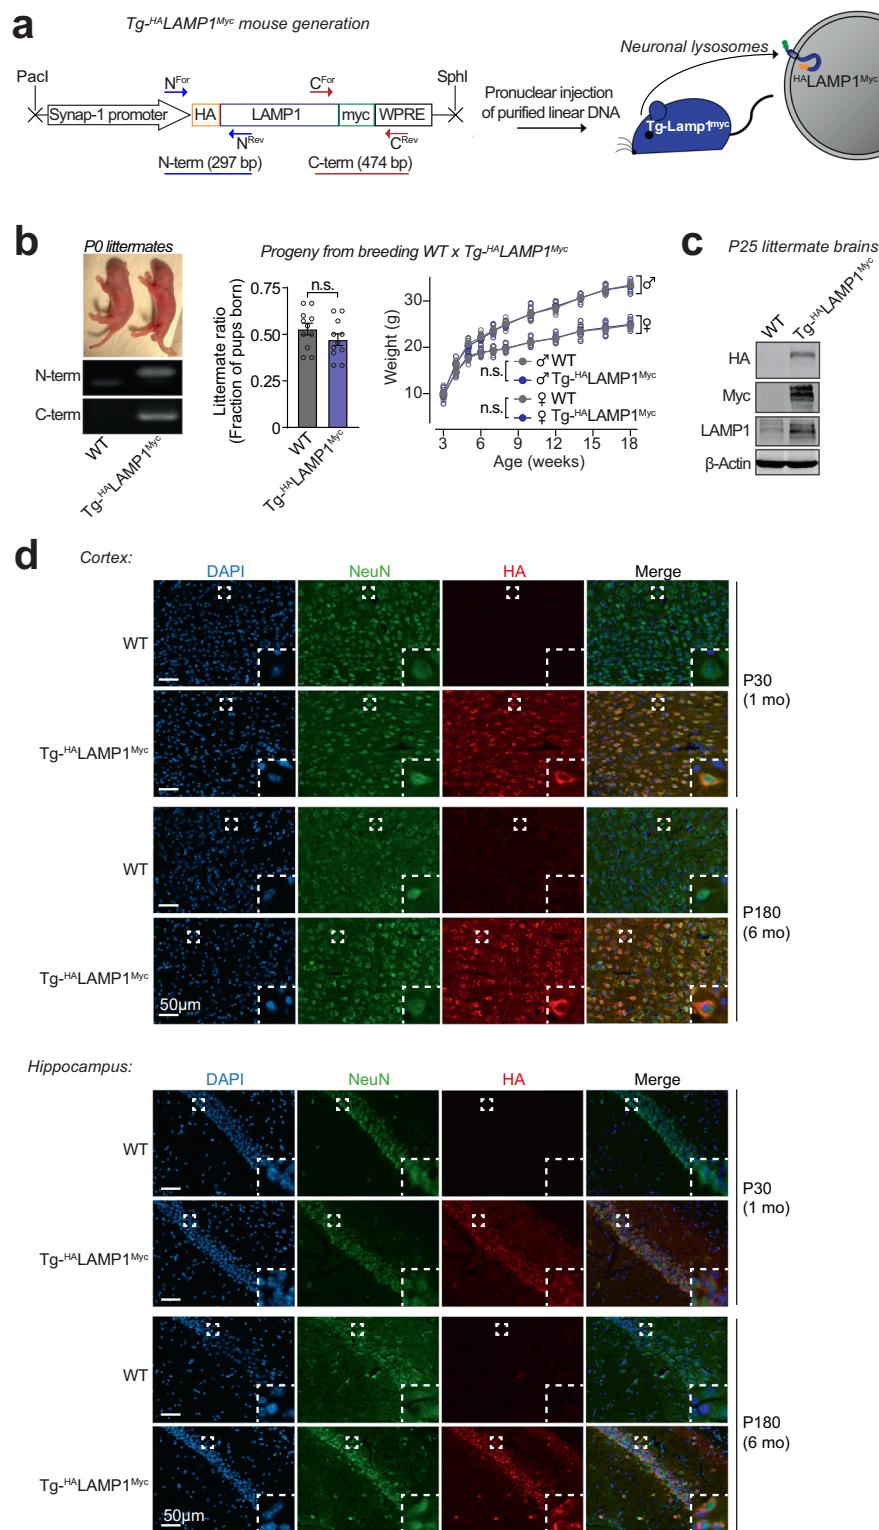 a
Tg-ᴴᴬLAMP1ᴹʸᶜ mouse generation
PacI
Nᶠᵒʳ
Cᶠᵒʳ
SphI
Synap-1 promoter
HA
LAMP1
myc
WPRE
Nᴿᵉᵛ
Cᴿᵉᵛ
N-term (297 bp)
C-term (474 bp)
Pronuclear injection
of purified linear DNA
Neuronal lysosomes
ᴴᴬLAMP1ᴹʸᶜ
Tg-Lamp1ᵐʸᶜ
b
P0 littermates
N-term
C-term
WT
Tg-ᴴᴬLAMP1ᴹʸᶜ
Progeny from breeding WT x Tg-ᴴᴬLAMP1ᴹʸᶜ
Littermate ratio
(Fraction of pups born)
0.75
0.50
0.25
0
n.s.
WT
Tg-ᴴᴬLAMP1ᴹʸᶜ
Weight (g)
30
20
10
♂
♀
n.s.
♂ WT
♂ Tg-ᴴᴬLAMP1ᴹʸᶜ
n.s.
♀ WT
♀ Tg-ᴴᴬLAMP1ᴹʸᶜ
3 6 9 12 15 18
Age (weeks)
c
P25 littermate brains
WT
Tg-ᴴᴬLAMP1ᴹʸᶜ
HA
Myc
LAMP1
β-Actin
d
Cortex:
DAPI NeuN HA Merge
WT
Tg-ᴴᴬLAMP1ᴹʸᶜ
P30
(1 mo)
WT
Tg-ᴴᴬLAMP1ᴹʸᶜ
50μm
P180
(6 mo)
Hippocampus:
DAPI NeuN HA Merge
WT
Tg-ᴴᴬLAMP1ᴹʸᶜ
P30
(1 mo)
WT
Tg-ᴴᴬLAMP1ᴹʸᶜ
50μm
P180
(6 mo)